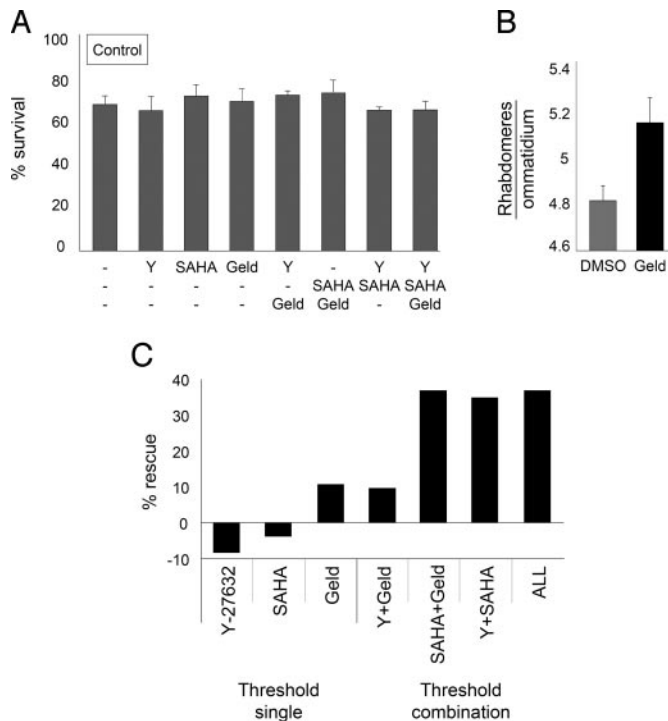 A
% survival
100
80
60
40
20
0
Control
- Y SAHA Geld Y - Y Y
- - - - - SAHA SAHA SAHA
- - - - Geld Geld - Geld
B
Rhabdomeres
ommatidium
5.4
5.2
5
4.8
4.6
DMSO Geld
C
% rescue
40
30
20
10
0
-10
Y-27632
SAHA
Geld
Y+Geld
SAHA+Geld
Y+SAHA
ALL
Threshold
single
Threshold
combination